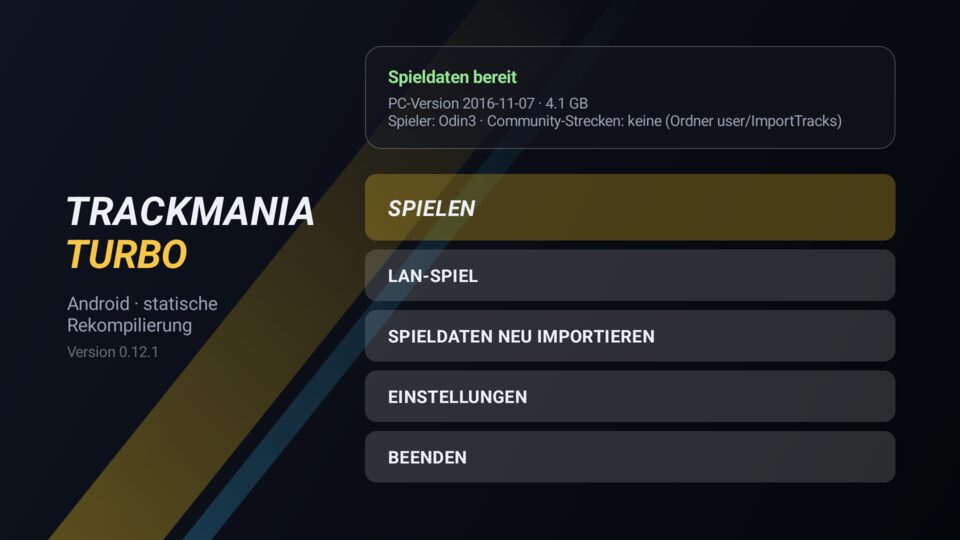 TRACKMANIA
TURBO
Android · statische
Rekompilierung
Version 0.12.1
Spieldaten bereit
PC-Version 2016-11-07 · 4.1 GB
Spieler: Odin3 · Community-Strecken: keine (Ordner user/ImportTracks)
SPIELEN
LAN-SPIEL
SPIELDATEN NEU IMPORTIEREN
EINSTELLUNGEN
BEENDEN